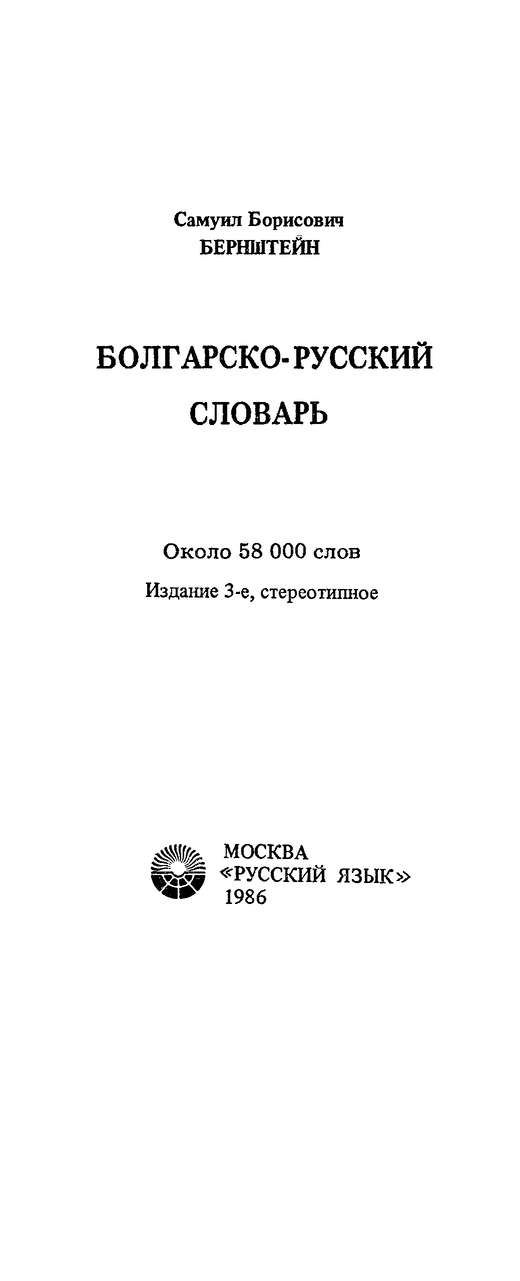 Самуил Борисович
БЕРНШТЕЙН
БОЛГАРСКО-РУССКИЙ
СЛОВАРЬ
Около 58 000 слов
Издание 3-е, стереотипное
МОСКВА
«РУССКИЙ ЯЗЫК»
1986